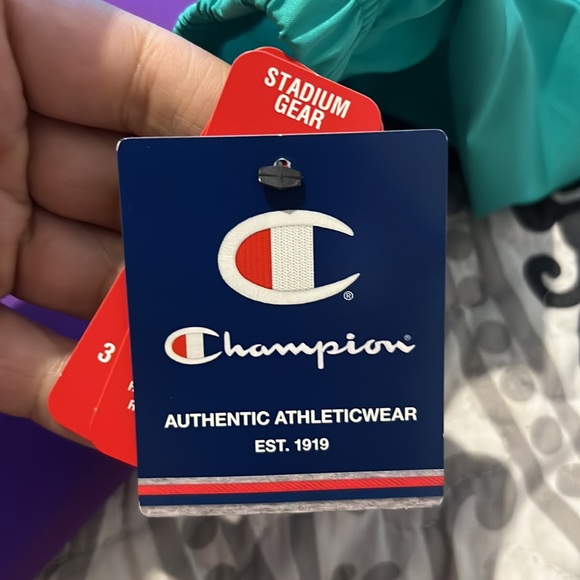 STADIUM
GEAR
®
Champion®
AUTHENTIC ATHLETICWEAR
EST. 1919
3